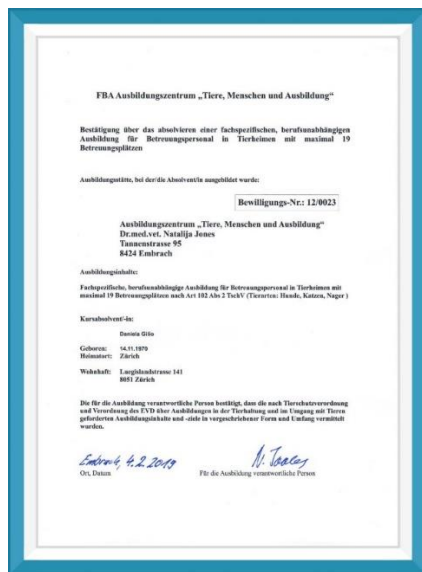 FBA Ausbildungszentrum „Tiere, Menschen und Ausbildung“
Bestätigung über das absolvieren einer fachspezifischen, berufsunabhängigen
Ausbildung für Betreuungspersonal in Tierheimen mit maximal 19
Betreuungsplätzen
Ausbildungsstätte, bei der/die Absolvent/in ausgebildet wurde:
Bewilligungs-Nr.: 12/0023
Ausbildungszentrum „Tiere, Menschen und Ausbildung“
Dr.med.vet. Natalija Jones
Tannenstrasse 95
8424 Embrach
Ausbildungsinhalte:
Fachspezifische, berufsunabhängige Ausbildung für Betreuungspersonal in Tierheimen mit
maximal 19 Betreuungsplätzen nach Art 102 Abs 2 TschV (Tierarten: Hunde, Katzen, Nager )
Kursabsolvent/-in:
Daniela Gilio
Geboren: 14.11.1970
Heimatort: Zürich
Wohnhaft: Luegislandstrasse 141
8051 Zürich
Die für die Ausbildung verantwortliche Person bestätigt, dass die nach Tierschutzverordnung
und Verordnung des EVD über Ausbildungen in der Tierhaltung und im Umgang mit Tieren
geforderten Ausbildungsinhalte und -ziele in vorgeschriebener Form und Umfang vermittelt
wurden.
Embrach, 4.2.2019
Ort, Datum
Für die Ausbildung verantwortliche Person